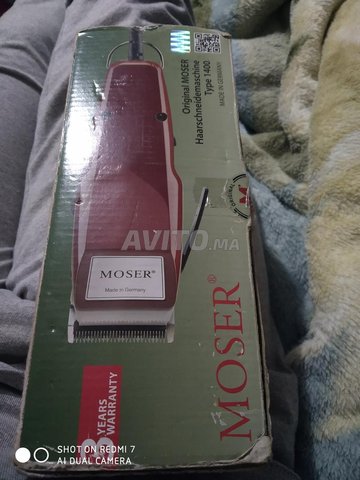 Original MOSER
Haarschneidemaschine
Type 1400
MADE IN GERMANY
MOSER®
Made in Germany
MOSER®
3 YEARS
WARRANTY
AVITO.MA
SHOT ON REDMI 7
AI DUAL CAMERA